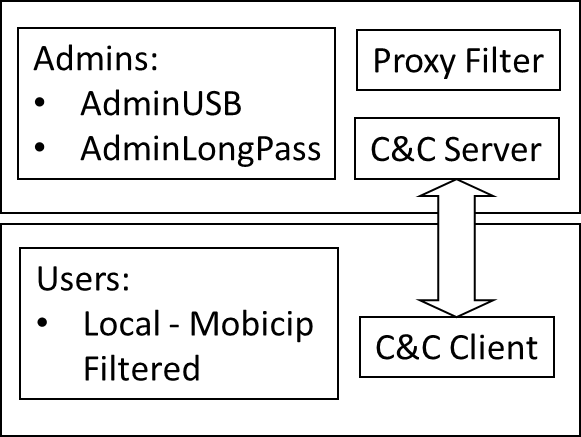 Admins:
• AdminUSB
• AdminLongPass
Proxy Filter
C&C Server
Users:
• Local - Mobicip
Filtered
C&C Client